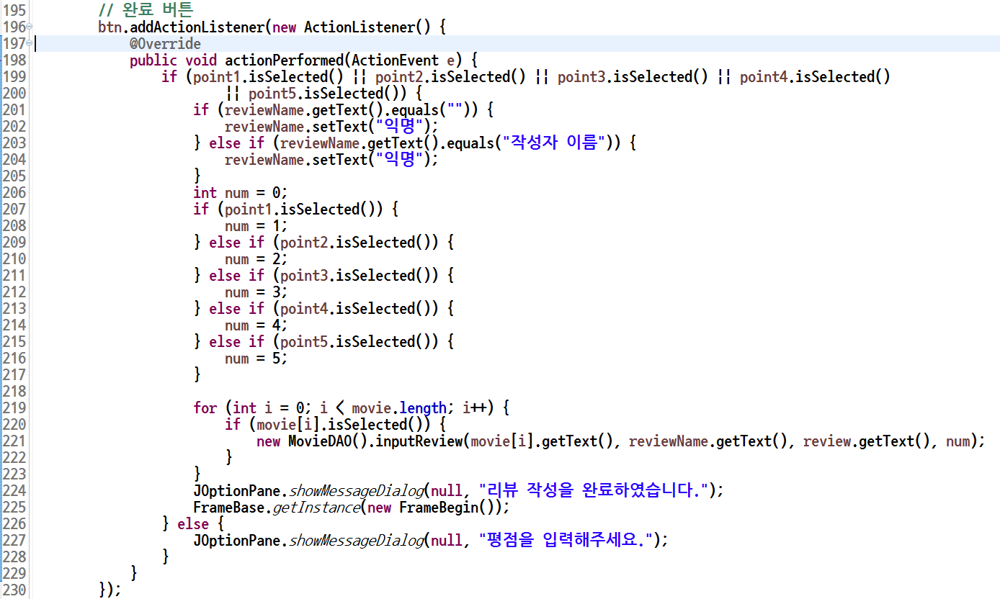 195 // 완료 버튼
196 btn.addActionListener(new ActionListener() {
197 @Override
198 public void actionPerformed(ActionEvent e) {
199 if (point1.isSelected() || point2.isSelected() || point3.isSelected() || point4.isSelected()
200 || point5.isSelected()) {
201 if (reviewName.getText().equals("")) {
202 reviewName.setText("익명");
203 } else if (reviewName.getText().equals("작성자 이름")) {
204 reviewName.setText("익명");
205 }
206 int num = 0;
207 if (point1.isSelected()) {
208 num = 1;
209 } else if (point2.isSelected()) {
210 num = 2;
211 } else if (point3.isSelected()) {
212 num = 3;
213 } else if (point4.isSelected()) {
214 num = 4;
215 } else if (point5.isSelected()) {
216 num = 5;
217 }
218
219 for (int i = 0; i < movie.length; i++) {
220 if (movie[i].isSelected()) {
221 new MovieDAO().inputReview(movie[i].getText(), reviewName.getText(), review.getText(), num);
222 }
223 }
224 JOptionPane.showMessageDialog(null, "리뷰 작성을 완료하였습니다.");
225 FrameBase.getInstance(new FrameBegin());
226 } else {
227 JOptionPane.showMessageDialog(null, "평점을 입력해주세요.");
228 }
229 }
230 });